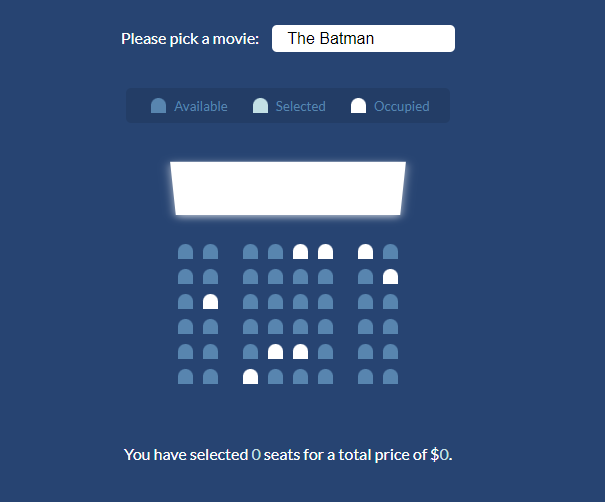 Please pick a movie: The Batman
Available Selected Occupied
You have selected 0 seats for a total price of $0.